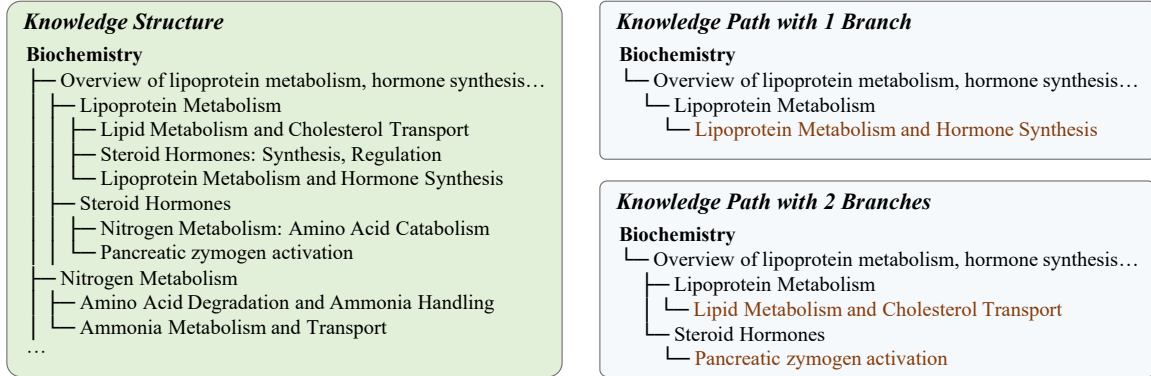 Knowledge Structure
Biochemistry
Overview of lipoprotein metabolism, hormone synthesis…
Lipoprotein Metabolism
Lipid Metabolism and Cholesterol Transport
Steroid Hormones: Synthesis, Regulation
Lipoprotein Metabolism and Hormone Synthesis
Steroid Hormones
Nitrogen Metabolism: Amino Acid Catabolism
Pancreatic zymogen activation
Nitrogen Metabolism
Amino Acid Degradation and Ammonia Handling
Ammonia Metabolism and Transport
…
Knowledge Path with 1 Branch
Biochemistry
Overview of lipoprotein metabolism, hormone synthesis…
Lipoprotein Metabolism
Lipoprotein Metabolism and Hormone Synthesis
Knowledge Path with 2 Branches
Biochemistry
Overview of lipoprotein metabolism, hormone synthesis…
Lipoprotein Metabolism
Lipid Metabolism and Cholesterol Transport
Steroid Hormones
Pancreatic zymogen activation